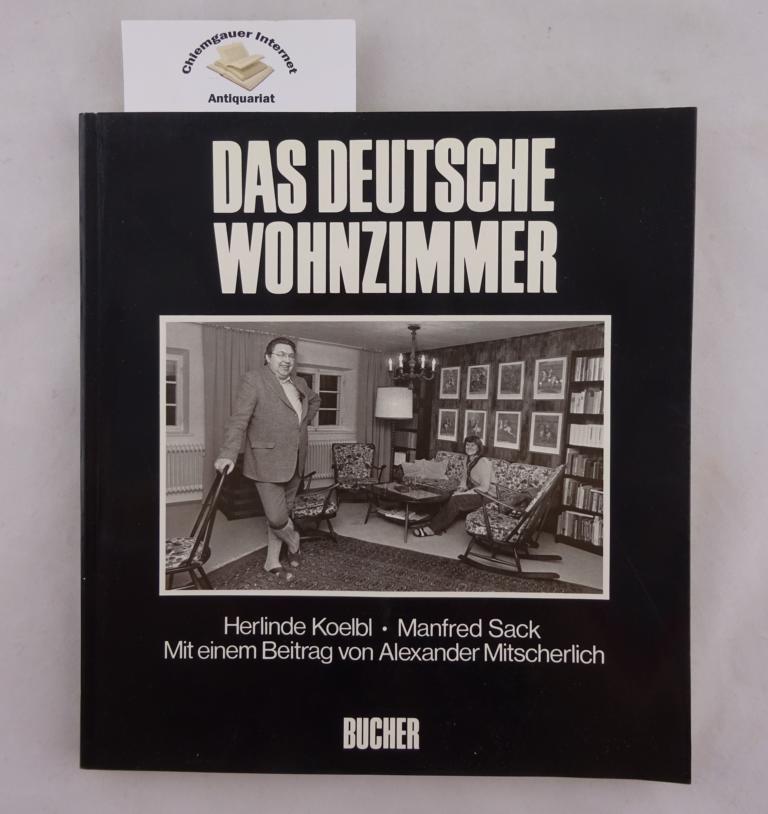 Chiemgauer Internet
Antiquariat
DAS DEUTSCHE
WOHNZIMMER
Herlinde Koelbl • Manfred Sack
Mit einem Beitrag von Alexander Mitscherlich
BUCHER